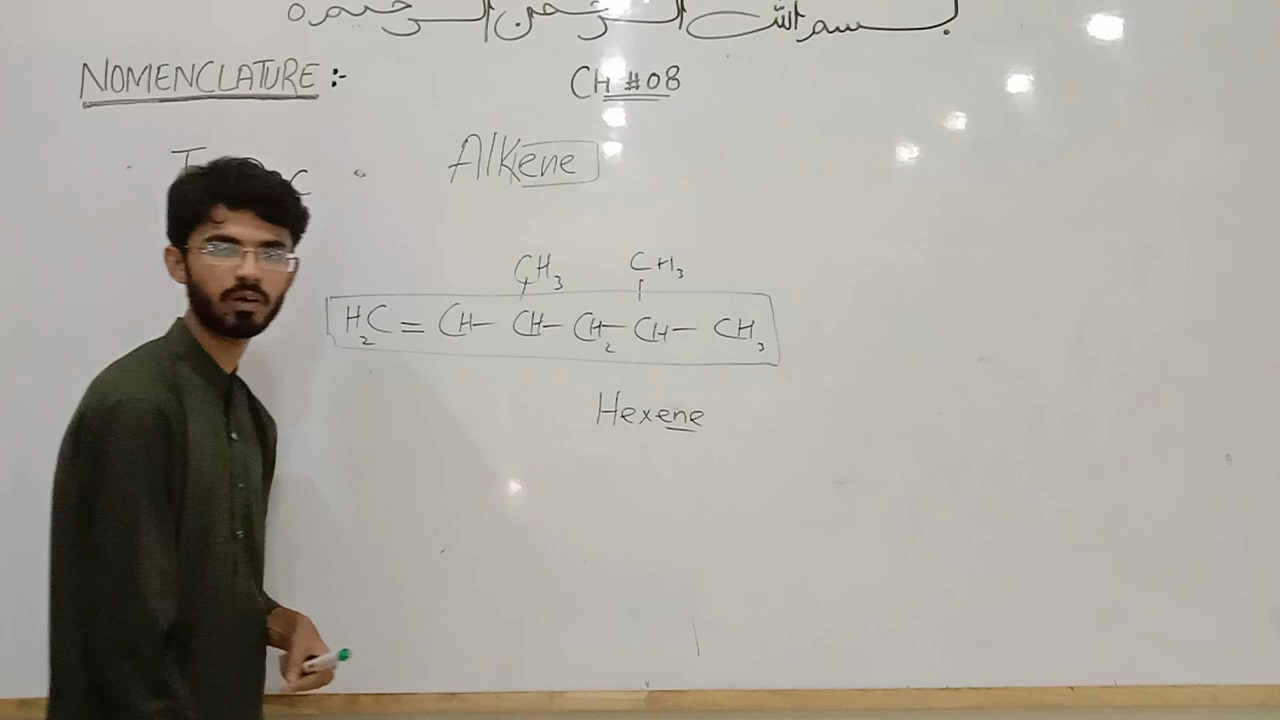 بسم الله الرحمن الرحيم
NOMENCLATURE :-
CH #08
Alkene
CH₃ CH₃
H₂C = CH - CH - CH₂ - CH - CH₃
Hexene